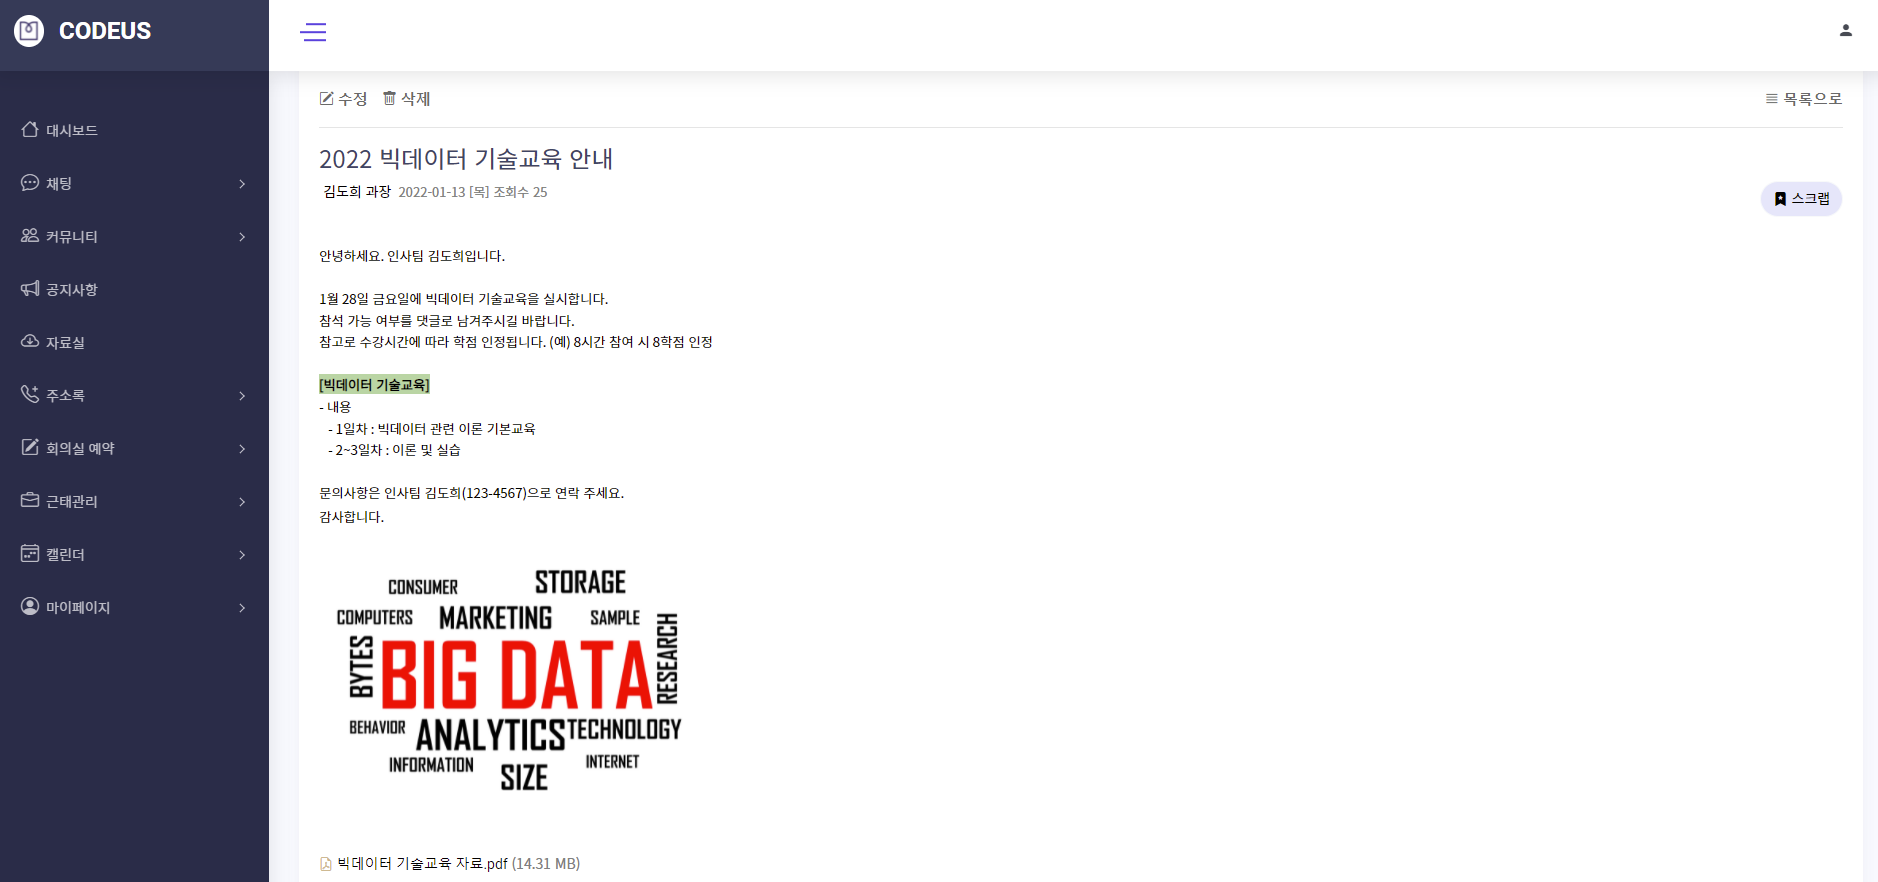 CODEUS
대시보드
채팅
커뮤니티
공지사항
자료실
주소록
회의실 예약
근태관리
캘린더
마이페이지
수정 삭제
목록으로
2022 빅데이터 기술교육 안내
김도희 과장 2022-01-13 [목] 조회수 25
스크랩
안녕하세요. 인사팀 김도희입니다.
1월 28일 금요일에 빅데이터 기술교육을 실시합니다.
참석 가능 여부를 댓글로 남겨주시길 바랍니다.
참고로 수강시간에 따라 학점 인정됩니다. (예) 8시간 참여 시 8학점 인정
[빅데이터 기술교육]
- 내용
- 1일차 : 빅데이터 관련 이론 기본교육
- 2~3일차 : 이론 및 실습
문의사항은 인사팀 김도희(123-4567)으로 연락 주세요.
감사합니다.
CONSUMER STORAGE
COMPUTERS MARKETING SAMPLE
BYTES BIG DATA RESEARCH
BEHAVIOR ANALYTICS TECHNOLOGY
INFORMATION SIZE INTERNET
빅데이터 기술교육 자료.pdf (14.31 MB)